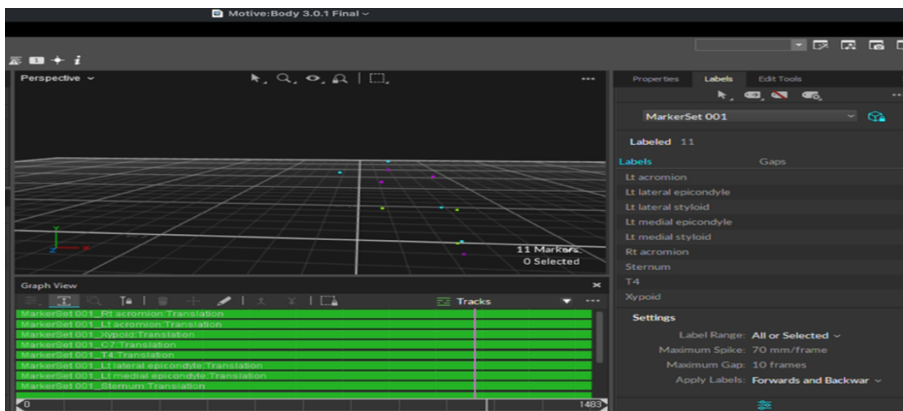 Motive:Body 3.0.1 Final
Perspective
11 Markers
0 Selected
Graph View
Tracks
MarkerSet 001_Rt acromion:Translation
MarkerSet 001_Lt acromion:Translation
MarkerSet 001_Xypoid:Translation
MarkerSet 001_C7:Translation
MarkerSet 001_T4:Translation
MarkerSet 001_Lt lateral epicondyle:Translation
MarkerSet 001_Lt medial epicondyle:Translation
MarkerSet 001_Sternum:Translation
0 1483
Properties Labels Edit Tools
MarkerSet 001
Labeled 11
Labels Gaps
Lt acromion
Lt lateral epicondyle
Lt lateral styloid
Lt medial epicondyle
Lt medial styloid
Rt acromion
Sternum
T4
Xypoid
Settings
Label Range: All or Selected
Maximum Spike: 70 mm/frame
Maximum Gap: 10 frames
Apply Labels: Forwards and Backwar